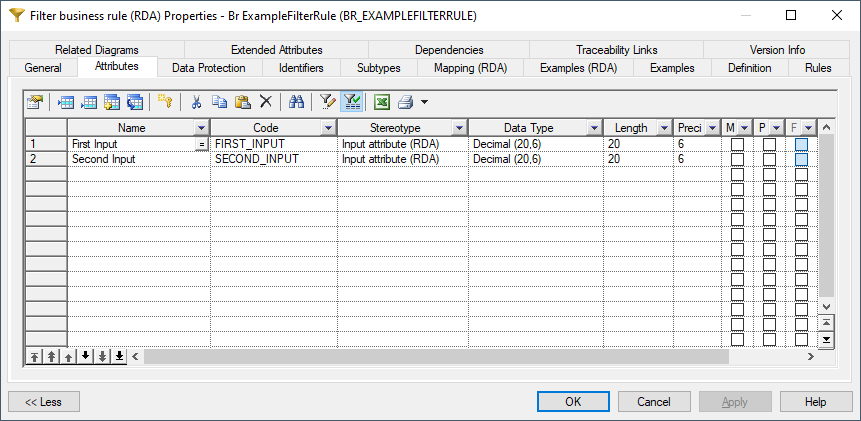 Filter business rule (RDA) Properties - Br ExampleFilterRule (BR_EXAMPLEFILTERRULE)
Related Diagrams Extended Attributes Dependencies Traceability Links Version Info
General Attributes Data Protection Identifiers Subtypes Mapping (RDA) Examples (RDA) Examples Definition Rules
Name Code Stereotype Data Type Length Preci M P F
1 First Input = FIRST_INPUT Input attribute (RDA) Decimal (20,6) 20 6
2 Second Input SECOND_INPUT Input attribute (RDA) Decimal (20,6) 20 6
<< Less OK Cancel Apply Help